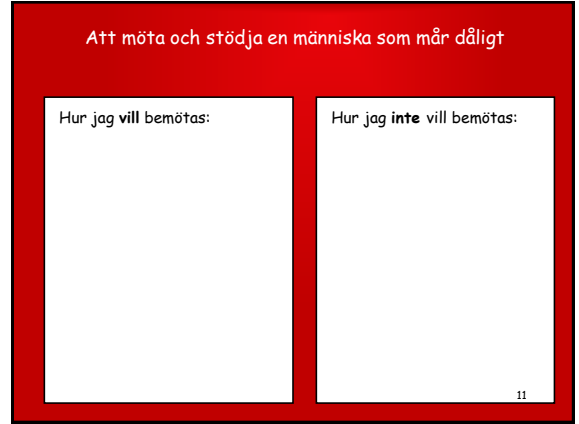 Att möta och stödja en människa som mår dåligt
Hur jag vill bemötas:
Hur jag inte vill bemötas:
11